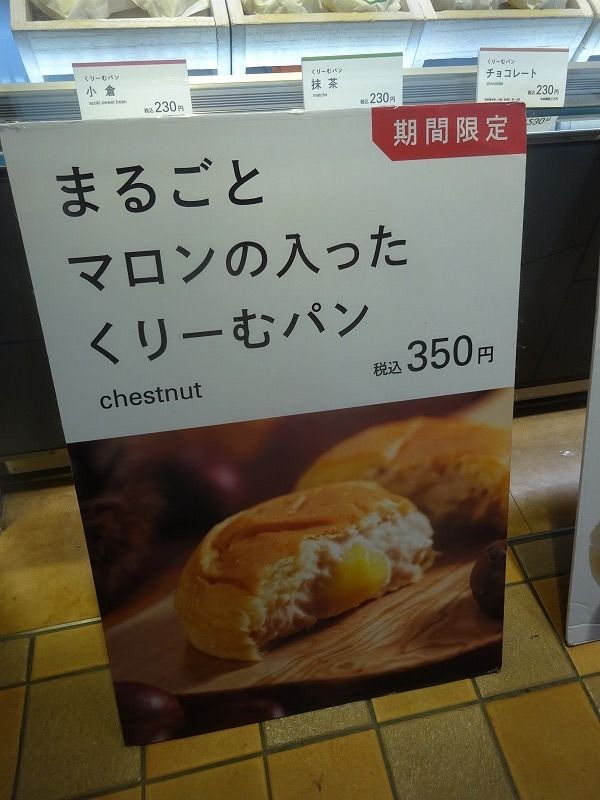 くりーむパン
小倉
azuki sweet bean
税込230円
くりーむパン
抹茶
matcha
税込230円
くりーむパン
チョコレート
chocolate
税込230円
期間限定
まるごと
マロンの入った
くりーむパン
chestnut
税込350円